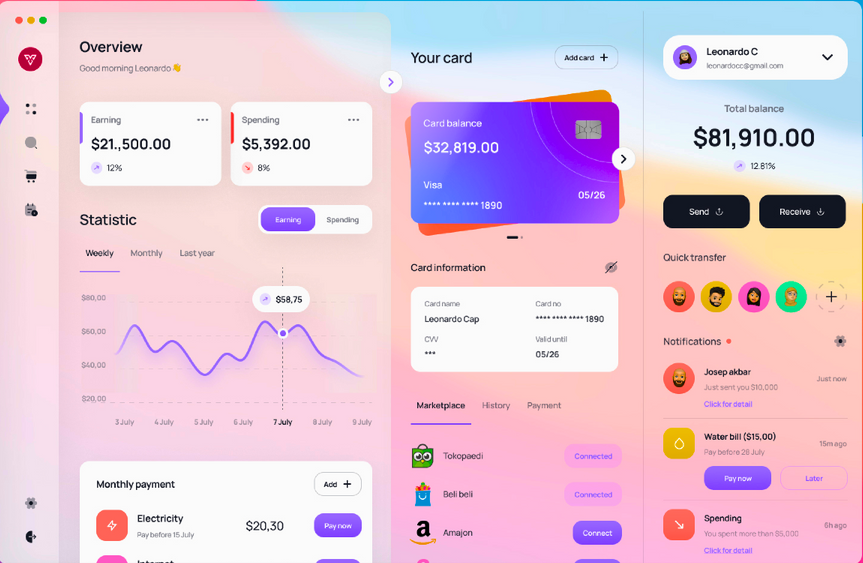 Overview
Good morning Leonardo 👋
Earning
$21,500.00
12%
Spending
$5,392.00
8%
Statistic
Earning
Spending
Weekly
Monthly
Last year
$80,00
$60,00
$40,00
$20,00
$58,75
3 July
4 July
5 July
6 July
7 July
8 July
9 July
Monthly payment
Add +
Electricity
Pay before 15 July
$20,30
Pay now
Your card
Add card +
Card balance
$32,819.00
Visa
**** **** **** 1890
05/26
Card information
Card name
Leonardo Cap
Card no
**** **** **** 1890
CVV
***
Valid until
05/26
Marketplace
History
Payment
Tokopaedi
Connected
Beli beli
Connected
a
Amajon
Connect
Leonardo C
leonardocc@gmail.com
Total balance
$81,910.00
12.81%
Send
Receive
Quick transfer
Notifications
Josep akbar
Just sent you $10,000
Click for detail
Just now
Water bill ($15,00)
Pay before 28 July
15m ago
Pay now
Later
Spending
You spent more than $5,000
Click for detail
6h ago